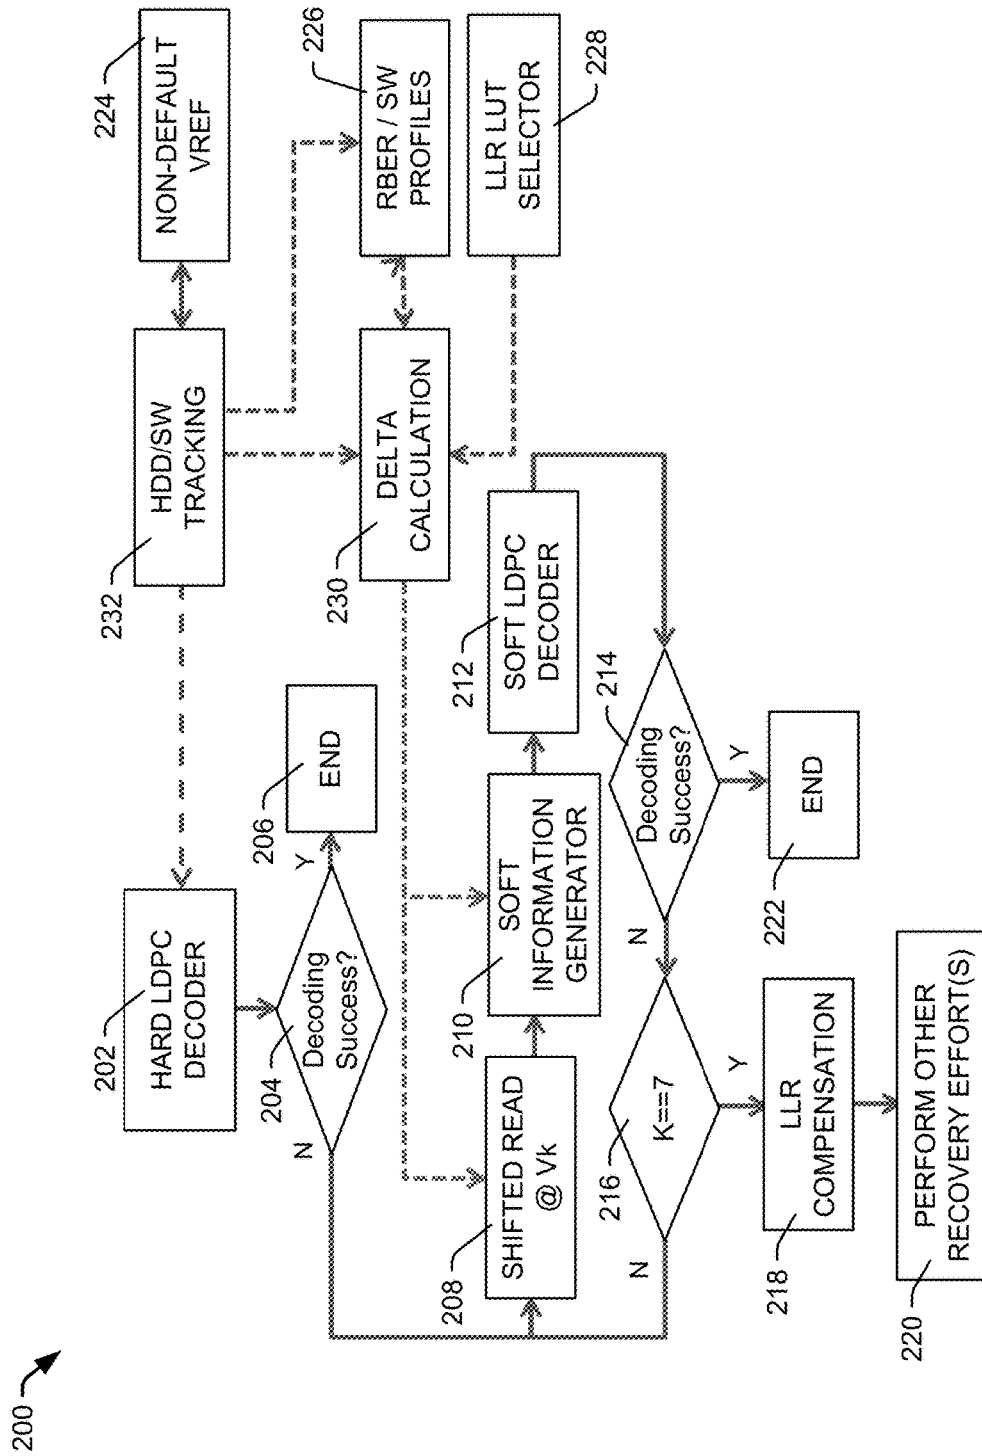 200
202
HARD LDPC
DECODER
232
HDD/SW
TRACKING
224
NON-DEFAULT
VREF
204
Decoding
Success?
Y
N
206
END
230
DELTA
CALCULATION
226
RBER / SW
PROFILES
228
LLR LUT
SELECTOR
208
SHIFTED READ
@ Vk
210
SOFT
INFORMATION
GENERATOR
212
SOFT LDPC
DECODER
214
Decoding
Success?
Y
N
216
K==7
Y
N
222
END
218
LLR
COMPENSATION
220
PERFORM OTHER
RECOVERY EFFORT(S)